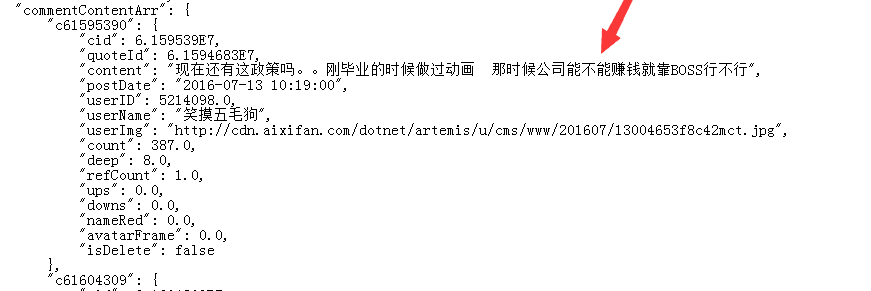 "commentContentArr": {
"c61595390": {
"cid": 6.159539E7,
"quoteId": 6.1594683E7,
"content": "现在还有这政策吗。。刚毕业的时候做过动画  那时候公司能不能赚钱就靠BOSS行不行",
"postDate": "2016-07-13 10:19:00",
"userID": 5214098.0,
"userName": "笑摸五毛狗",
"userImg": "http://cdn.aixifan.com/dotnet/artemis/u/cms/www/201607/13004653f8c42mct.jpg",
"count": 387.0,
"deep": 8.0,
"refCount": 1.0,
"ups": 0.0,
"downs": 0.0,
"nameRed": 0.0,
"avatarFrame": 0.0,
"isDelete": false
},
"c61604309": {